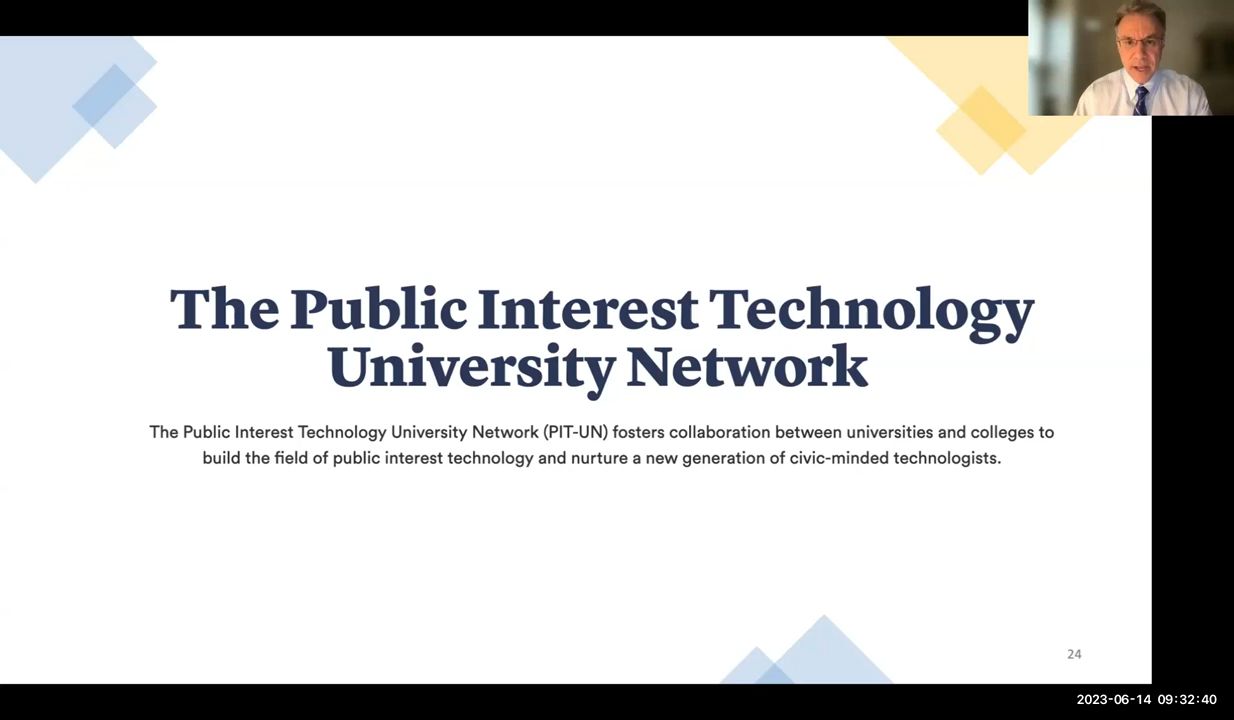 The Public Interest Technology
University Network
The Public Interest Technology University Network (PIT-UN) fosters collaboration between universities and colleges to
build the field of public interest technology and nurture a new generation of civic-minded technologists.
24
2023-06-14 09:32:40